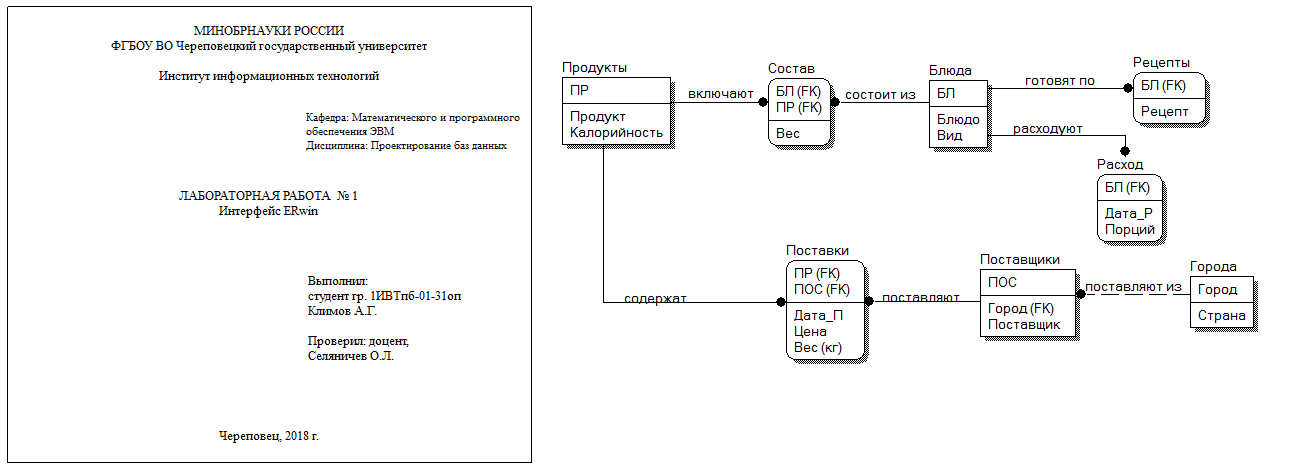 МИНОБРНАУКИ РОССИИ
ФГБОУ ВО Череповецкий государственный университет
Институт информационных технологий
Кафедра: Математического и программного
обеспечения ЭВМ
Дисциплина: Проектирование баз данных
ЛАБОРАТОРНАЯ РАБОТА № 1
Интерфейс ERwin
Выполнил:
студент гр. 1ИВТпб-01-31оп
Климов А.Г.
Проверил: доцент,
Селяничев О.Л.
Череповец, 2018 г.
Продукты
ПР
Продукт
Калорийность
включают
Состав
БЛ (FK)
ПР (FK)
Вес
состоит из
Блюда
БЛ
Блюдо
Вид
готовят по
Рецепты
БЛ (FK)
Рецепт
расходуют
Расход
БЛ (FK)
Дата_Р
Порций
содержат
Поставки
ПР (FK)
ПОС (FK)
Дата_П
Цена
Вес (кг)
поставляют
Поставщики
ПОС
Город (FK)
Поставщик
поставляют из
Города
Город
Страна